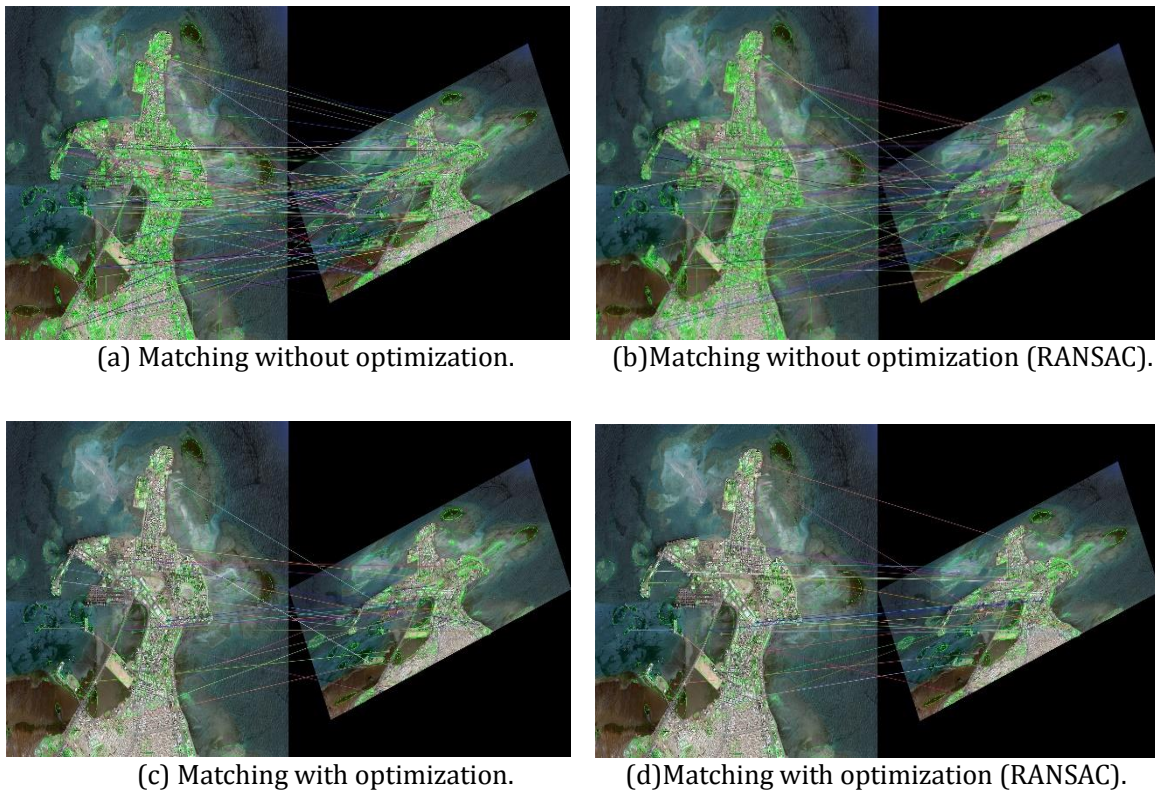 (a) Matching without optimization.
(b)Matching without optimization (RANSAC).
(c) Matching with optimization.
(d)Matching with optimization (RANSAC).